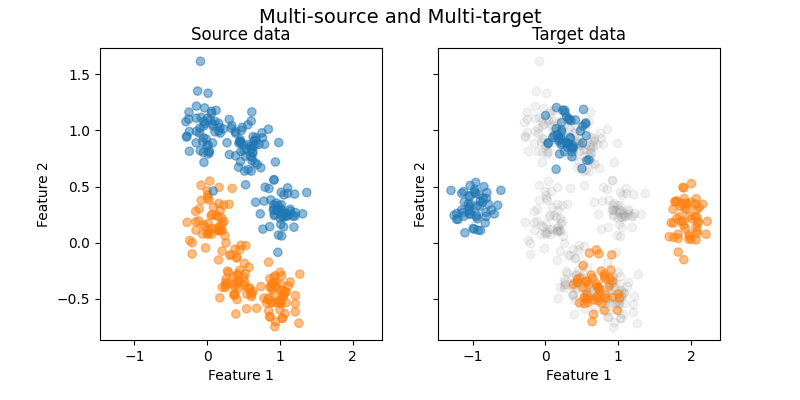 Multi-source and Multi-target
Source data
Target data
1.5
1.0
0.5
0.0
−0.5
Feature 2
Feature 2
−1
0
1
2
−1
0
1
2
Feature 1
Feature 1